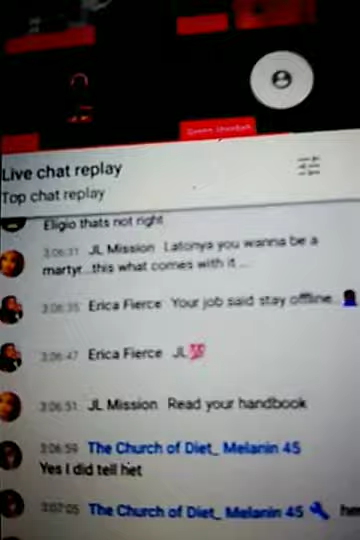 Live chat replay
Top chat replay
Eligio thats not right
3:06:31 JL Mission Latonya you wanna be a
martyr...this what comes with it ...
3:06:35 Erica Fierce Your job said stay offline
3:06:47 Erica Fierce JL💯
3:06:51 JL Mission Read your handbook
3:06:59 The Church of Diet_ Melanin 45
Yes I did tell het
3:07:05 The Church of Diet_ Melanin 45 🔧